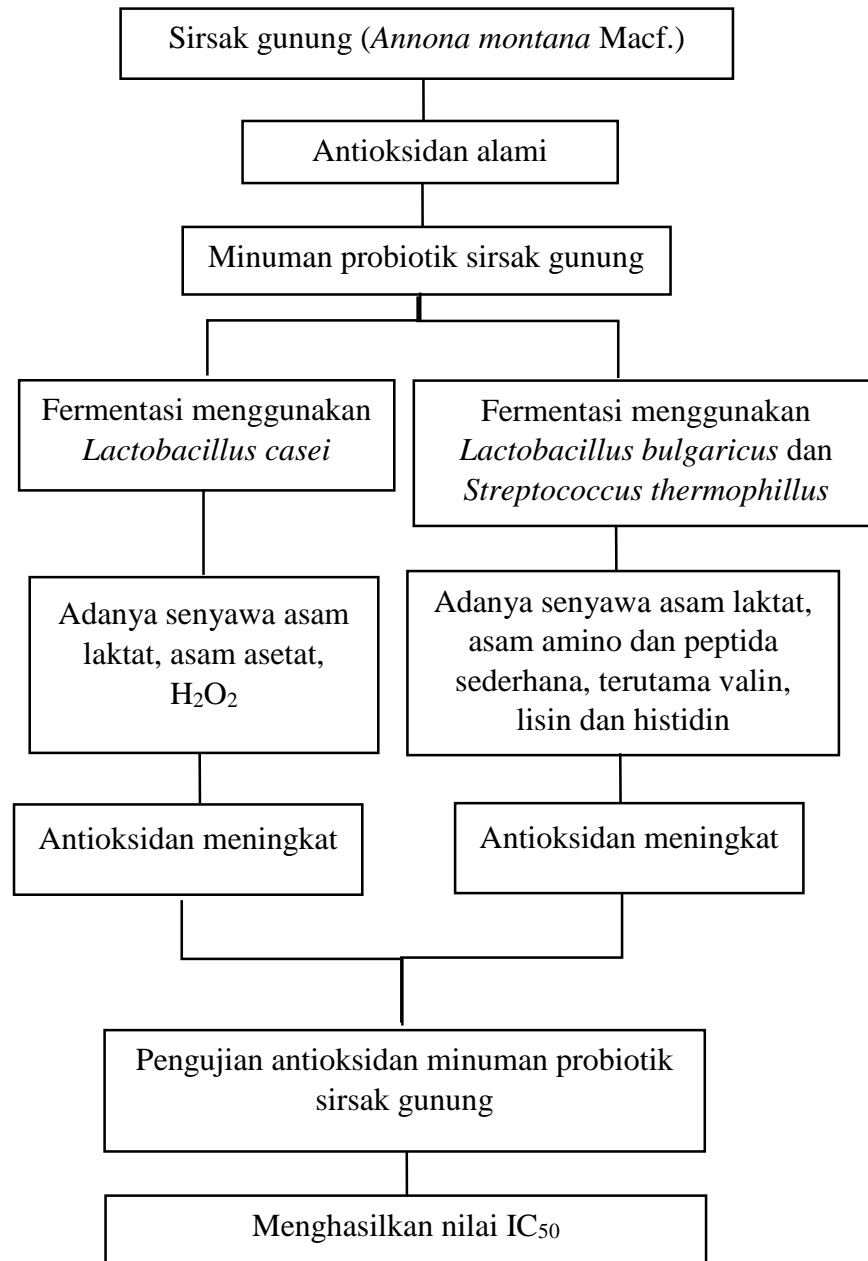 Sirsak gunung (Annona montana Macf.)
Antioksidan alami
Minuman probiotik sirsak gunung
Fermentasi menggunakan
Lactobacillus casei
Fermentasi menggunakan
Lactobacillus bulgaricus dan
Streptococcus thermophillus
Adanya senyawa asam
laktat, asam asetat,
H₂O₂
Adanya senyawa asam laktat,
asam amino dan peptida
sederhana, terutama valin,
lisin dan histidin
Antioksidan meningkat
Antioksidan meningkat
Pengujian antioksidan minuman probiotik
sirsak gunung
Menghasilkan nilai IC₅₀